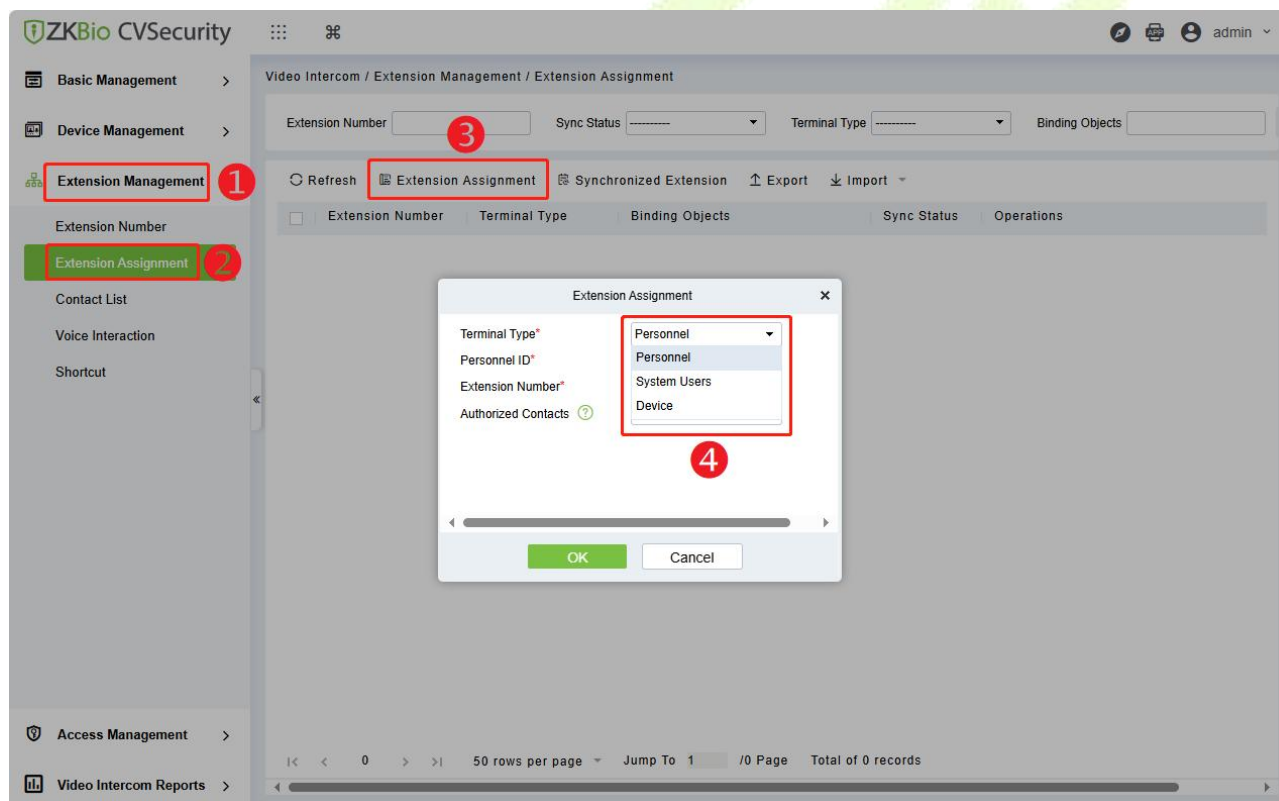 ZKBio CVSecurity
admin
Basic Management
Device Management
Extension Management
1
Extension Number
Extension Assignment
2
Contact List
Voice Interaction
Shortcut
Access Management
Video Intercom Reports
Video Intercom / Extension Management / Extension Assignment
Extension Number Sync Status ---------- Terminal Type ---------- Binding Objects
3
Refresh Extension Assignment Synchronized Extension Export Import
Extension Number Terminal Type Binding Objects Sync Status Operations
Extension Assignment
Terminal Type* Personnel
Personnel ID* Personnel
Extension Number* System Users
Authorized Contacts ? Device
4
OK Cancel
0 50 rows per page Jump To 1 /0 Page Total of 0 records